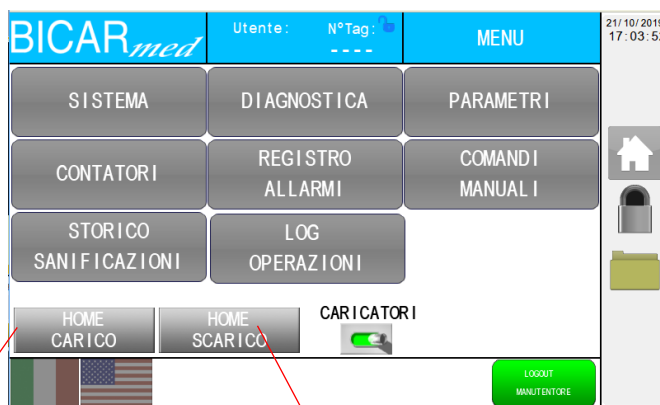 BICARmed
Utente: N°Tag:
----
MENU
21/10/2019
17:03:52
SISTEMA
DIAGNOSTICA
PARAMETRI
CONTATORI
REGISTRO
ALLARMI
COMANDI
MANUALI
STORICO
SANIFICAZIONI
LOG
OPERAZIONI
HOME
CARICO
HOME
SCARICO
CARICATORI
LOGOUT
MANUTENTORE